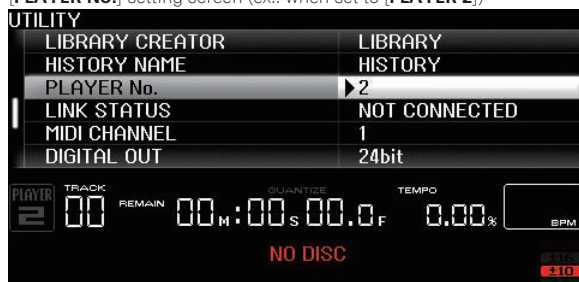 [PLAYER No.] setting screen (ex.: when set to [PLAYER 2])
UTILITY
LIBRARY CREATOR LIBRARY
HISTORY NAME HISTORY
PLAYER No. ▶2
LINK STATUS NOT CONNECTED
MIDI CHANNEL 1
DIGITAL OUT 24bit
PLAYER 2 TRACK 00 REMAIN 00M:00S00.0F QUANTIZE TEMPO 0.00% BPM
NO DISC
±16
±10